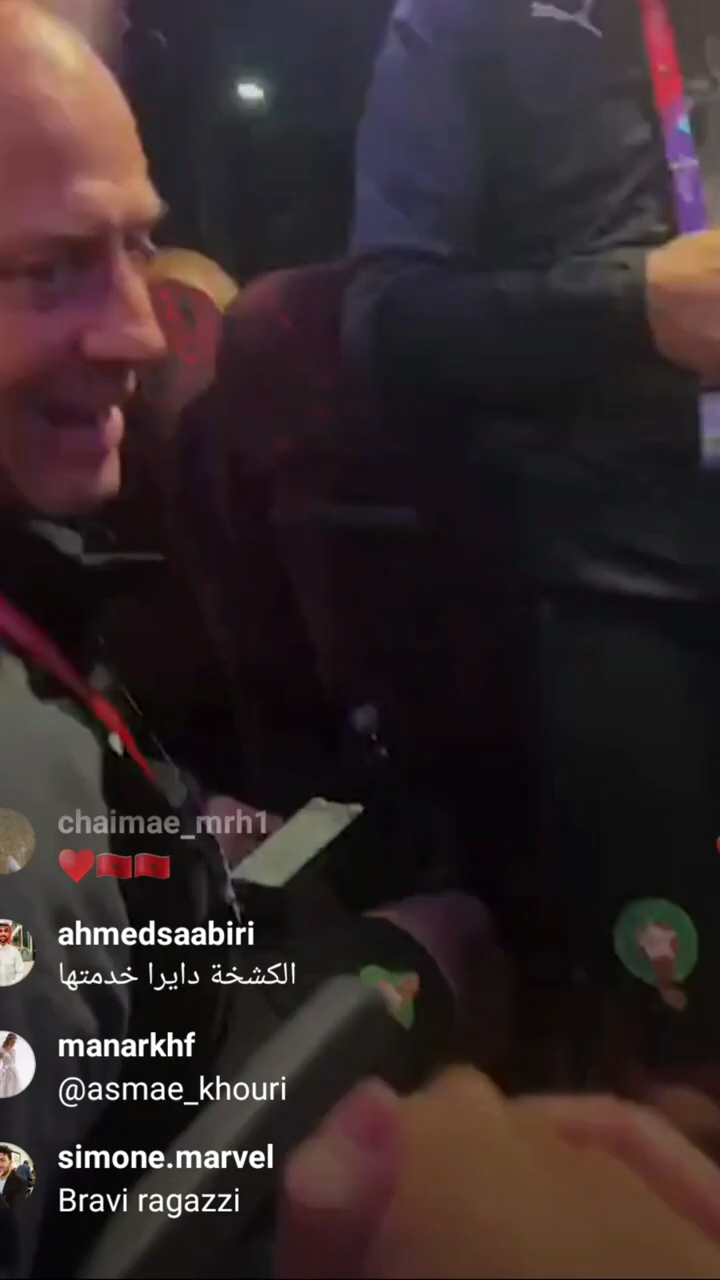 chaimae_mrh1
❤️🇲🇦🇲🇦
ahmedsaabiri
الكشخة دايرا خدمتها
manarkhf
@asmae_khouri
simone.marvel
Bravi ragazzi